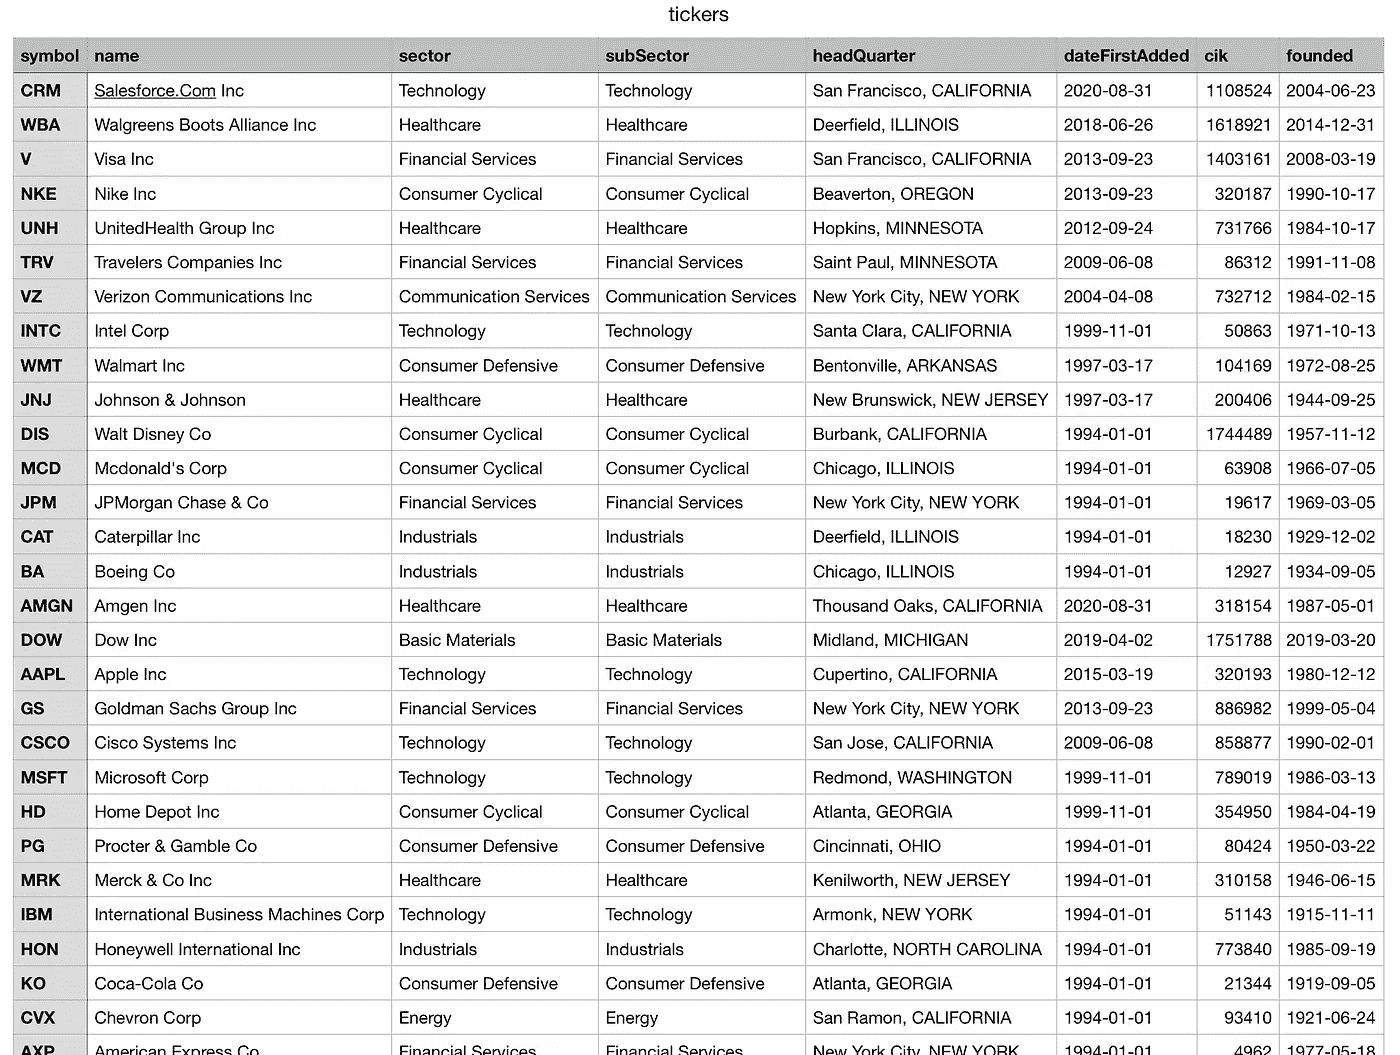 tickers
symbol name sector subSector headQuarter dateFirstAdded cik founded
CRM Salesforce.Com Inc Technology Technology San Francisco, CALIFORNIA 2020-08-31 1108524 2004-06-23
WBA Walgreens Boots Alliance Inc Healthcare Healthcare Deerfield, ILLINOIS 2018-06-26 1618921 2014-12-31
V Visa Inc Financial Services Financial Services San Francisco, CALIFORNIA 2013-09-23 1403161 2008-03-19
NKE Nike Inc Consumer Cyclical Consumer Cyclical Beaverton, OREGON 2013-09-23 320187 1990-10-17
UNH UnitedHealth Group Inc Healthcare Healthcare Hopkins, MINNESOTA 2012-09-24 731766 1984-10-17
TRV Travelers Companies Inc Financial Services Financial Services Saint Paul, MINNESOTA 2009-06-08 86312 1991-11-08
VZ Verizon Communications Inc Communication Services Communication Services New York City, NEW YORK 2004-04-08 732712 1984-02-15
INTC Intel Corp Technology Technology Santa Clara, CALIFORNIA 1999-11-01 50863 1971-10-13
WMT Walmart Inc Consumer Defensive Consumer Defensive Bentonville, ARKANSAS 1997-03-17 104169 1972-08-25
JNJ Johnson & Johnson Healthcare Healthcare New Brunswick, NEW JERSEY 1997-03-17 200406 1944-09-25
DIS Walt Disney Co Consumer Cyclical Consumer Cyclical Burbank, CALIFORNIA 1994-01-01 1744489 1957-11-12
MCD Mcdonald's Corp Consumer Cyclical Consumer Cyclical Chicago, ILLINOIS 1994-01-01 63908 1966-07-05
JPM JPMorgan Chase & Co Financial Services Financial Services New York City, NEW YORK 1994-01-01 19617 1969-03-05
CAT Caterpillar Inc Industrials Industrials Deerfield, ILLINOIS 1994-01-01 18230 1929-12-02
BA Boeing Co Industrials Industrials Chicago, ILLINOIS 1994-01-01 12927 1934-09-05
AMGN Amgen Inc Healthcare Healthcare Thousand Oaks, CALIFORNIA 2020-08-31 318154 1987-05-01
DOW Dow Inc Basic Materials Basic Materials Midland, MICHIGAN 2019-04-02 1751788 2019-03-20
AAPL Apple Inc Technology Technology Cupertino, CALIFORNIA 2015-03-19 320193 1980-12-12
GS Goldman Sachs Group Inc Financial Services Financial Services New York City, NEW YORK 2013-09-23 886982 1999-05-04
CSCO Cisco Systems Inc Technology Technology San Jose, CALIFORNIA 2009-06-08 858877 1990-02-01
MSFT Microsoft Corp Technology Technology Redmond, WASHINGTON 1999-11-01 789019 1986-03-13
HD Home Depot Inc Consumer Cyclical Consumer Cyclical Atlanta, GEORGIA 1999-11-01 354950 1984-04-19
PG Procter & Gamble Co Consumer Defensive Consumer Defensive Cincinnati, OHIO 1994-01-01 80424 1950-03-22
MRK Merck & Co Inc Healthcare Healthcare Kenilworth, NEW JERSEY 1994-01-01 310158 1946-06-15
IBM International Business Machines Corp Technology Technology Armonk, NEW YORK 1994-01-01 51143 1915-11-11
HON Honeywell International Inc Industrials Industrials Charlotte, NORTH CAROLINA 1994-01-01 773840 1985-09-19
KO Coca-Cola Co Consumer Defensive Consumer Defensive Atlanta, GEORGIA 1994-01-01 21344 1919-09-05
CVX Chevron Corp Energy Energy San Ramon, CALIFORNIA 1994-01-01 93410 1921-06-24
AXP American Express Co Financial Services Financial Services New York City, NEW YORK 1994-01-01 4962 1977-05-18